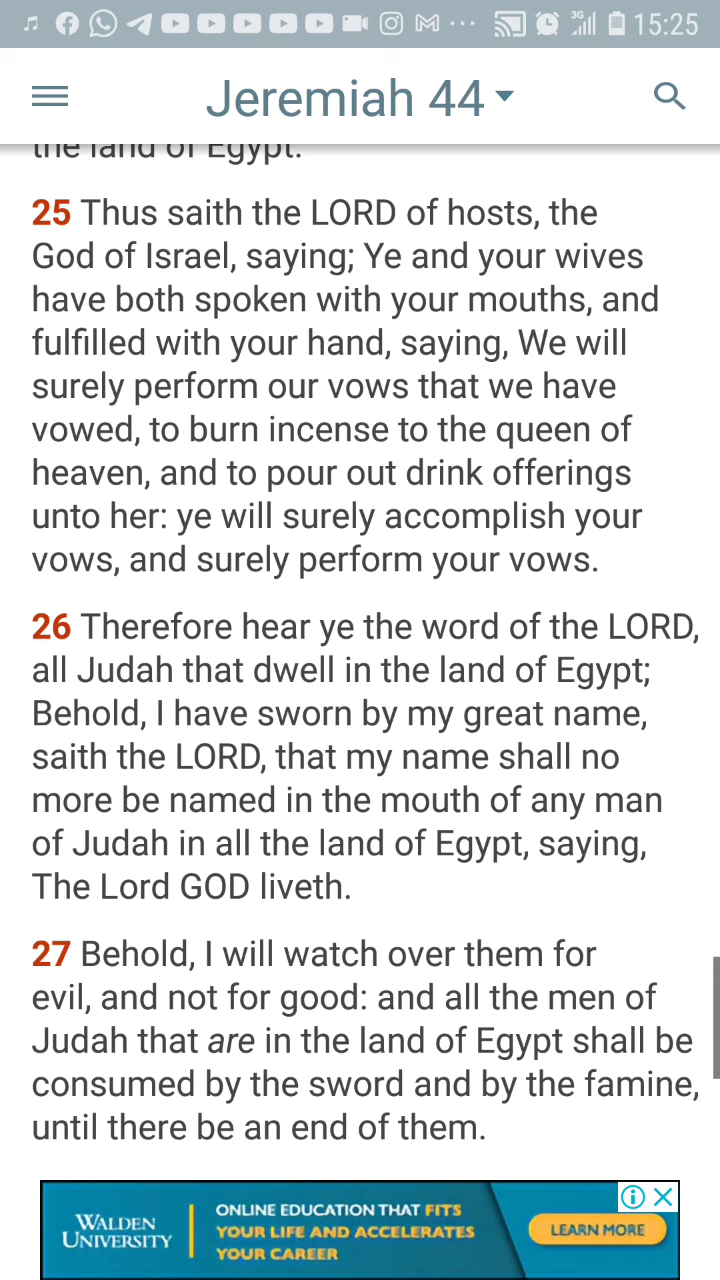 3G 15:25
Jeremiah 44
the land of Egypt.
25 Thus saith the LORD of hosts, the
God of Israel, saying; Ye and your wives
have both spoken with your mouths, and
fulfilled with your hand, saying, We will
surely perform our vows that we have
vowed, to burn incense to the queen of
heaven, and to pour out drink offerings
unto her: ye will surely accomplish your
vows, and surely perform your vows.
26 Therefore hear ye the word of the LORD,
all Judah that dwell in the land of Egypt;
Behold, I have sworn by my great name,
saith the LORD, that my name shall no
more be named in the mouth of any man
of Judah in all the land of Egypt, saying,
The Lord GOD liveth.
27 Behold, I will watch over them for
evil, and not for good: and all the men of
Judah that are in the land of Egypt shall be
consumed by the sword and by the famine,
until there be an end of them.
WALDEN
UNIVERSITY
ONLINE EDUCATION THAT FITS
YOUR LIFE AND ACCELERATES
YOUR CAREER
LEARN MORE